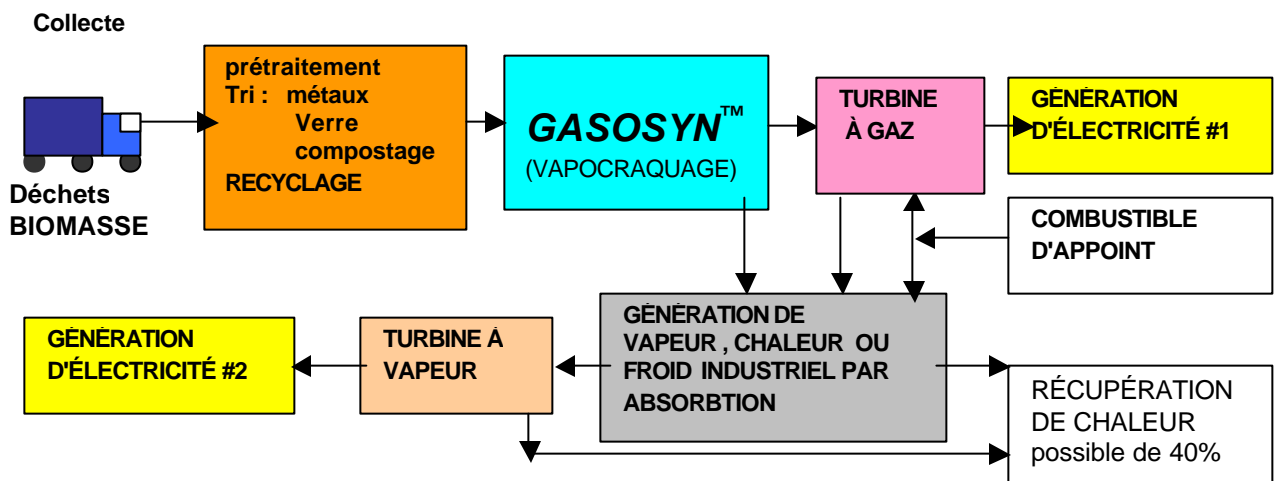 Collecte
Déchets
BIOMASSE
prétraitement
Tri : métaux
Verre
compostage
RECYCLAGE
GASOSYN™
(VAPOCRAQUAGE)
TURBINE
À GAZ
GÉNÉRATION
D'ÉLECTRICITÉ #1
COMBUSTIBLE
D'APPOINT
GÉNÉRATION DE
VAPEUR , CHALEUR OU
FROID INDUSTRIEL PAR
ABSORBTION
TURBINE À
VAPEUR
GÉNÉRATION
D'ÉLECTRICITÉ #2
RÉCUPÉRATION
DE CHALEUR
possible de 40%